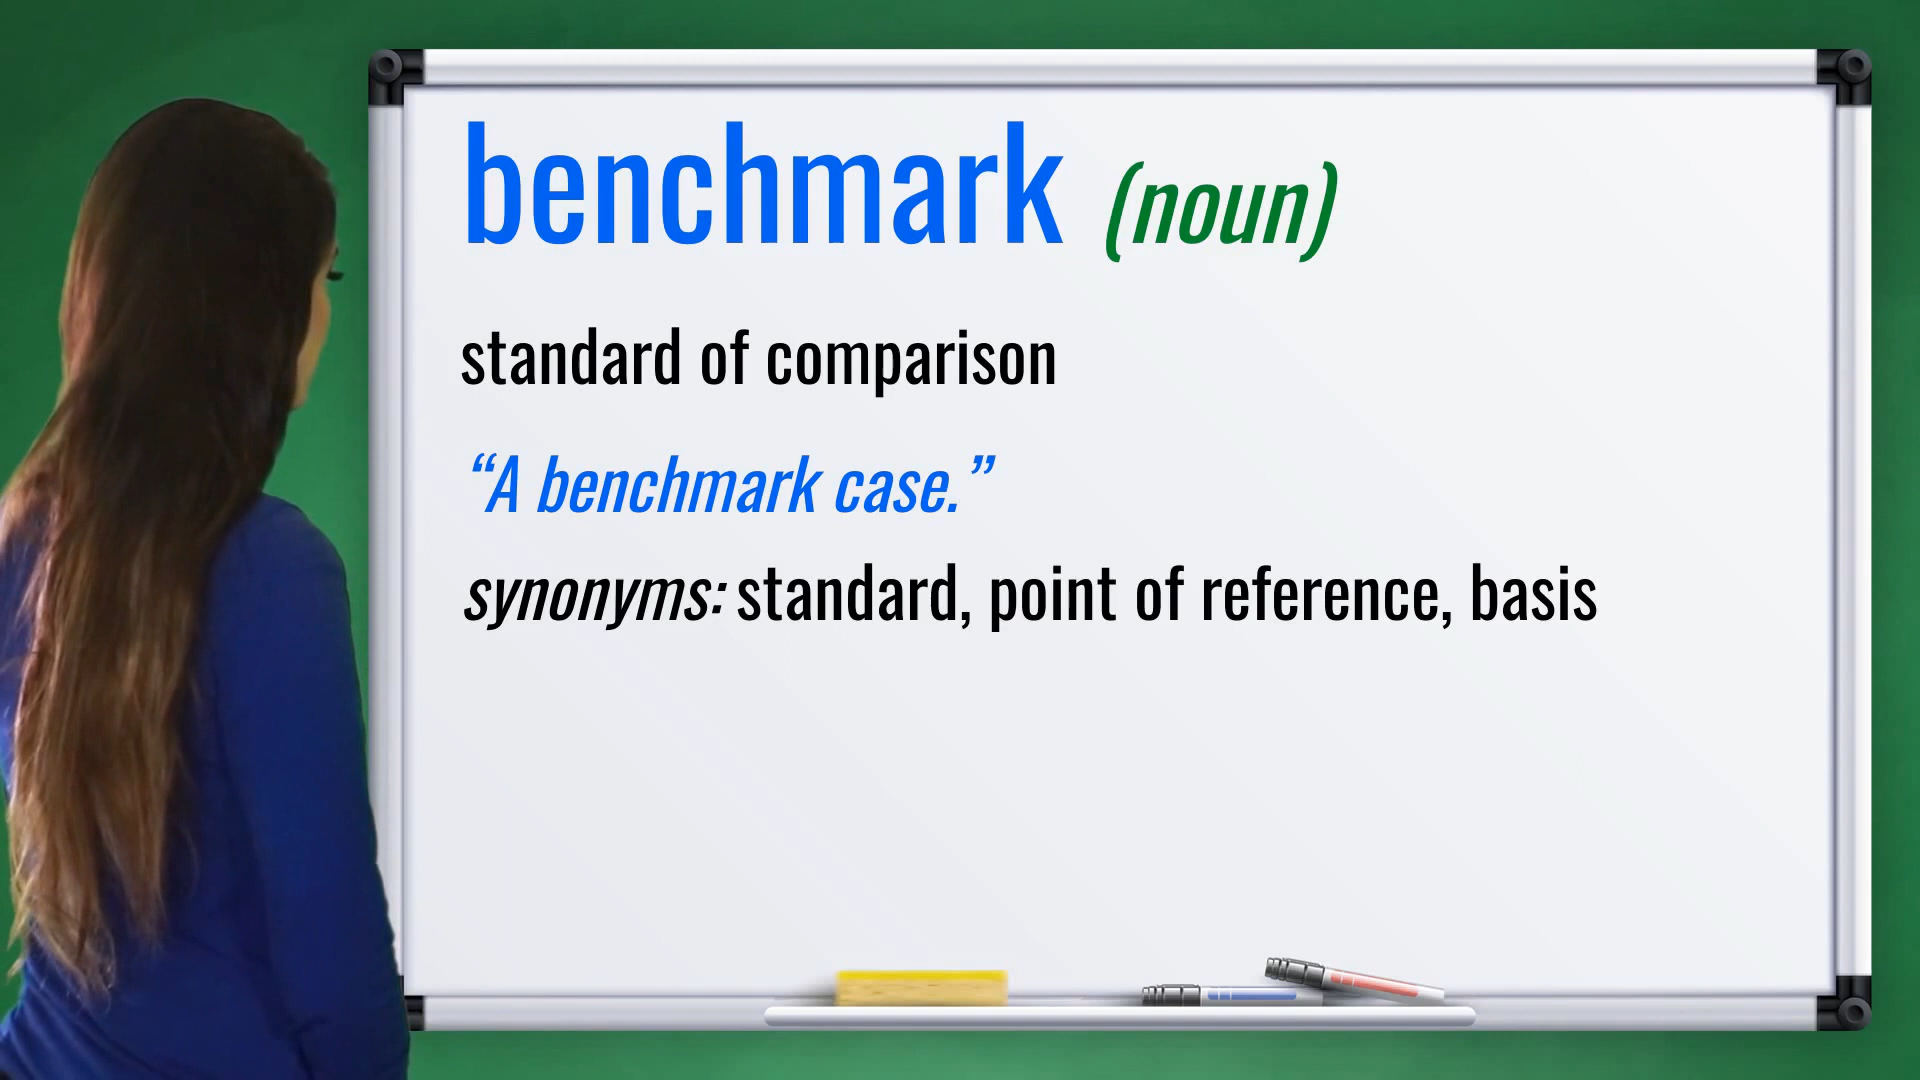 benchmark (noun)
standard of comparison
“A benchmark case.”
synonyms: standard, point of reference, basis